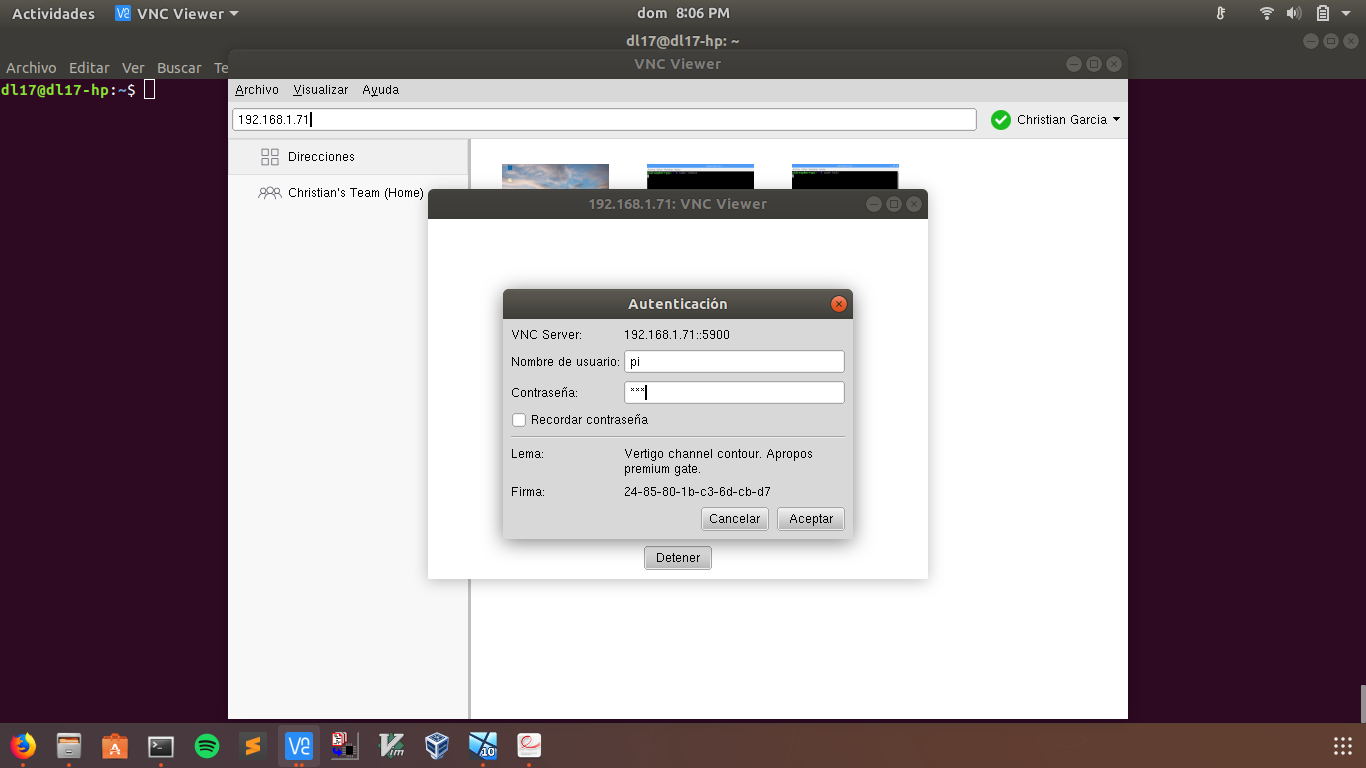 Actividades VNC Viewer dom 8:06 PM
dl17@dl17-hp: ~
Archivo Editar Ver Buscar Te
VNC Viewer
dl17@dl17-hp:~$
Archivo Visualizar Ayuda
192.168.1.71
Christian Garcia
Direcciones
Christian's Team (Home)
192.168.1.71: VNC Viewer
Autenticación
VNC Server: 192.168.1.71::5900
Nombre de usuario: pi
Contraseña: ***
Recordar contraseña
Lema: Vertigo channel contour. Apropos
premium gate.
Firma: 24-85-80-1b-c3-6d-cb-d7
Cancelar Aceptar
Detener